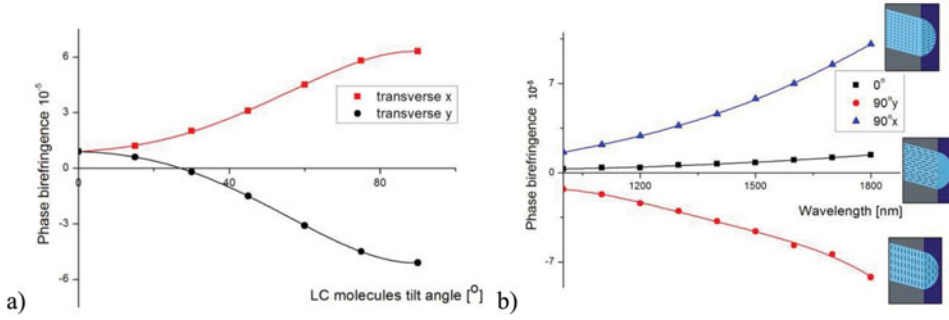 Phase birefringence 10⁻⁵
6
3
0
-3
-6
0
40
80
transverse x
transverse y
LC molecules tilt angle [°]
a)
Phase birefringence 10⁻⁵
7
0
-7
1200
1500
1800
0°
90°y
90°x
Wavelength [nm]
b)